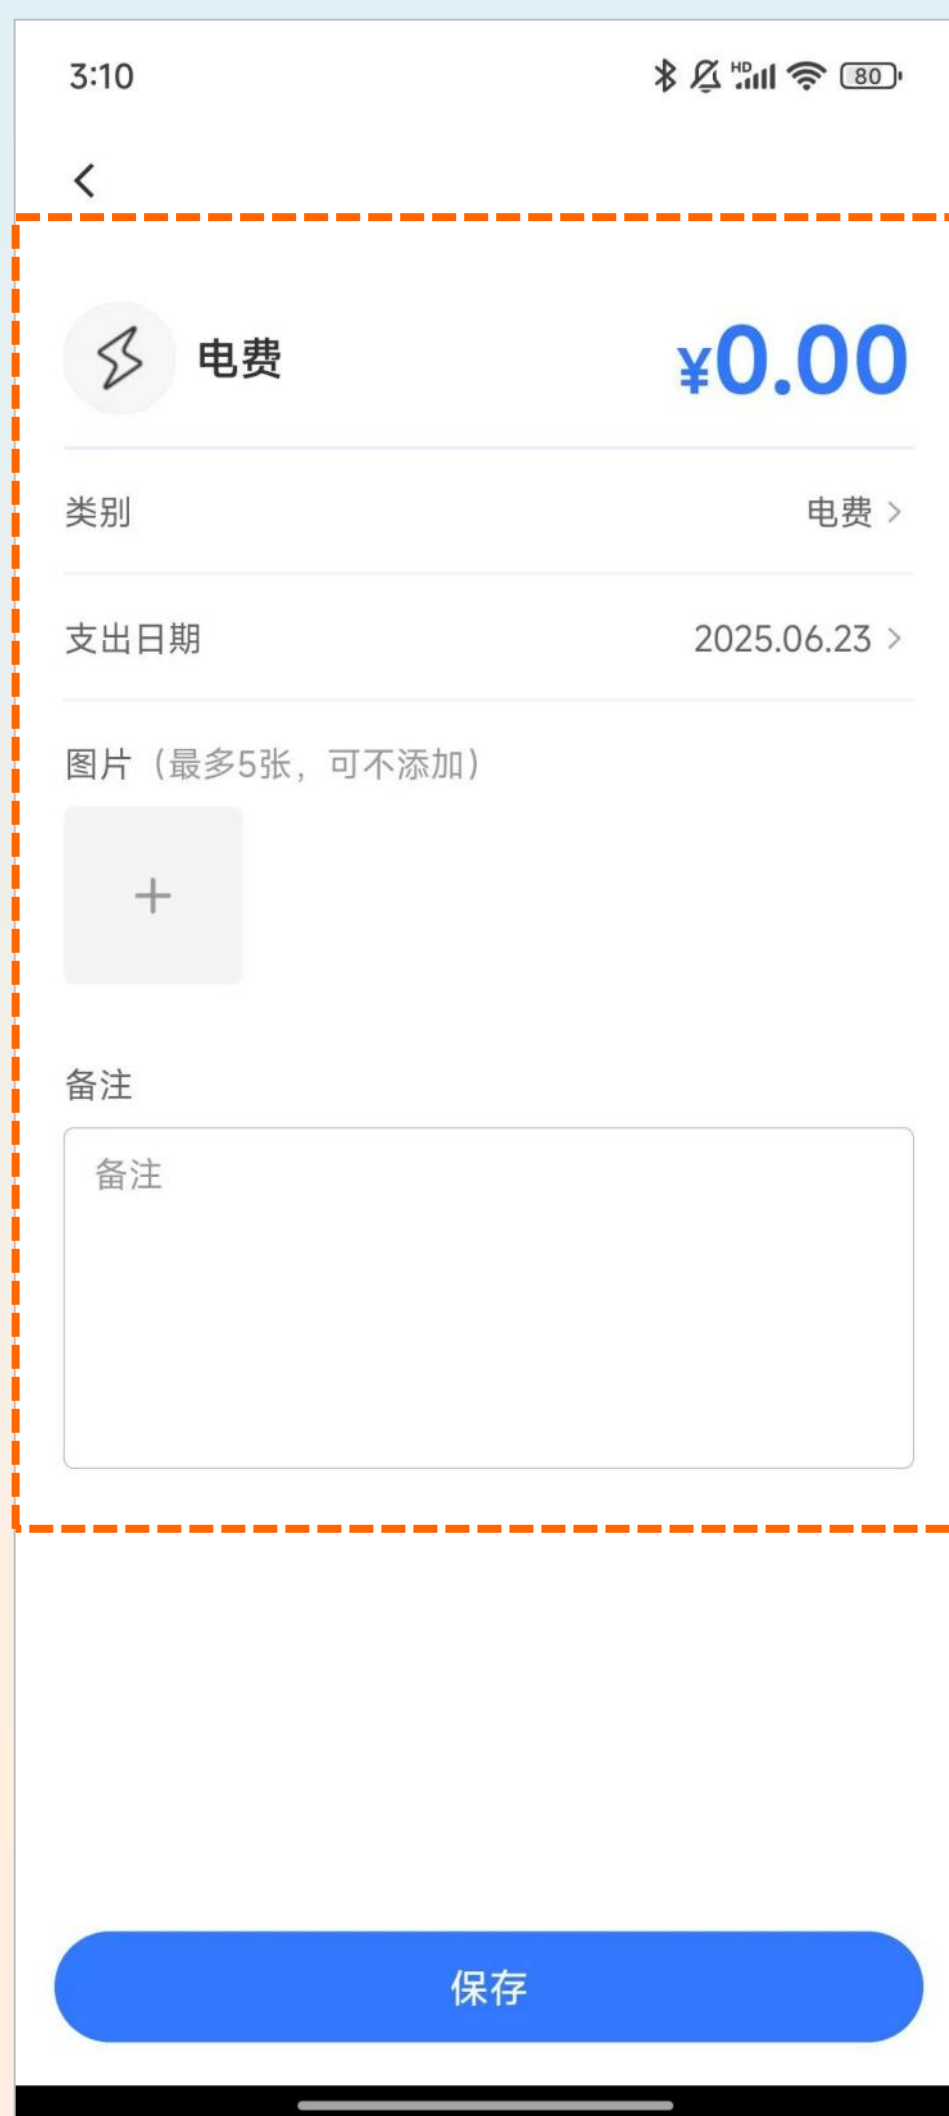 3:10 HD 80
电费 ¥0.00
类别 电费
支出日期 2025.06.23
图片（最多5张，可不添加）
备注
备注
保存